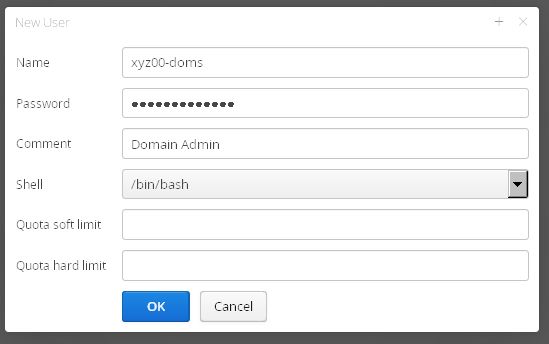 New User
Name xyz00-doms
Password •••••••••••••
Comment Domain Admin
Shell /bin/bash
Quota soft limit
Quota hard limit
OK Cancel